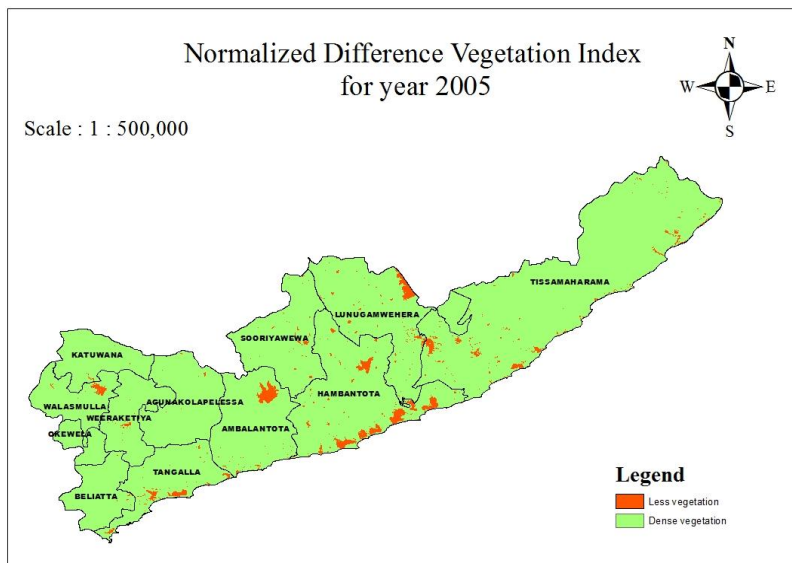 Normalized Difference Vegetation Index
for year 2005
N
W E
S
Scale : 1 : 500,000
TISSAMAHARAMA
LUNUGAMWEHERA
SOORIYAWEWA
KATUWANA
HAMBANTOTA
AGUNAKOLAPELESSA
WALASMULLA
WEERAKETIYA
AMBALANTOTA
OKEWELA
TANGALLA
BELIATTA
Legend
Less vegetation
Dense vegetation